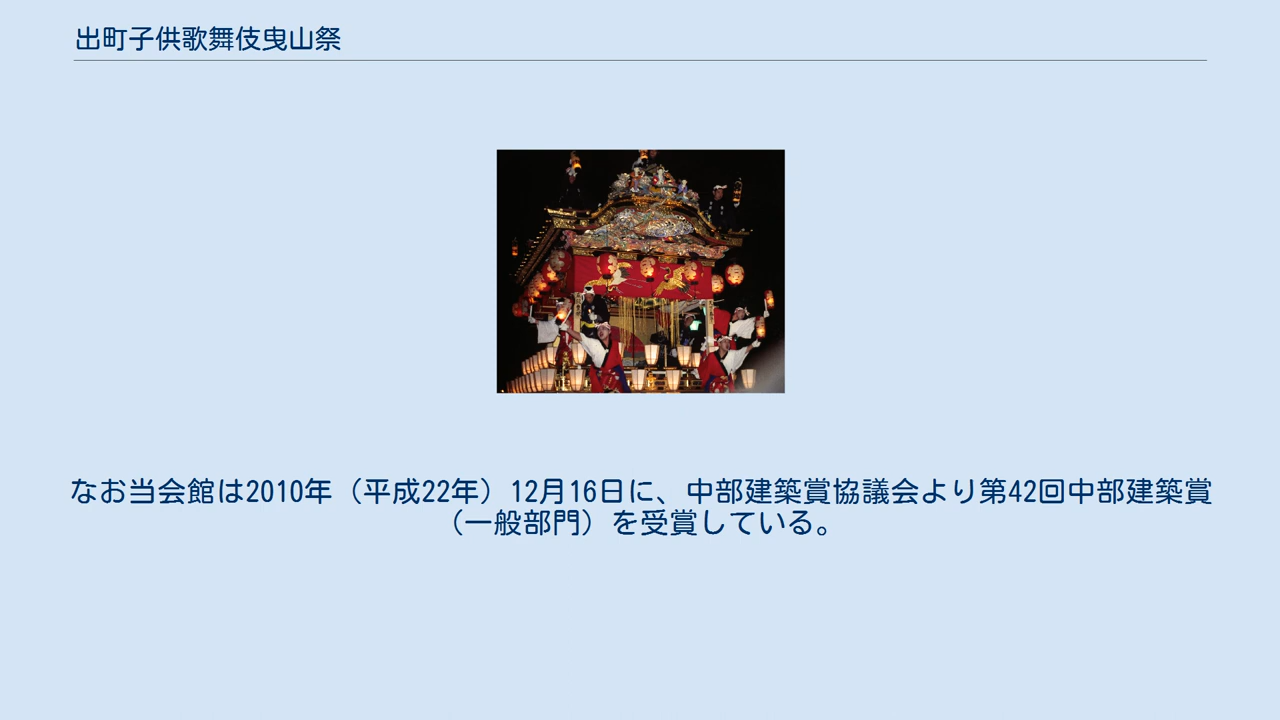 出町子供歌舞伎曳山祭
なお当会館は2010年（平成22年）12月16日に、中部建築賞協議会より第42回中部建築賞
（一般部門）を受賞している。